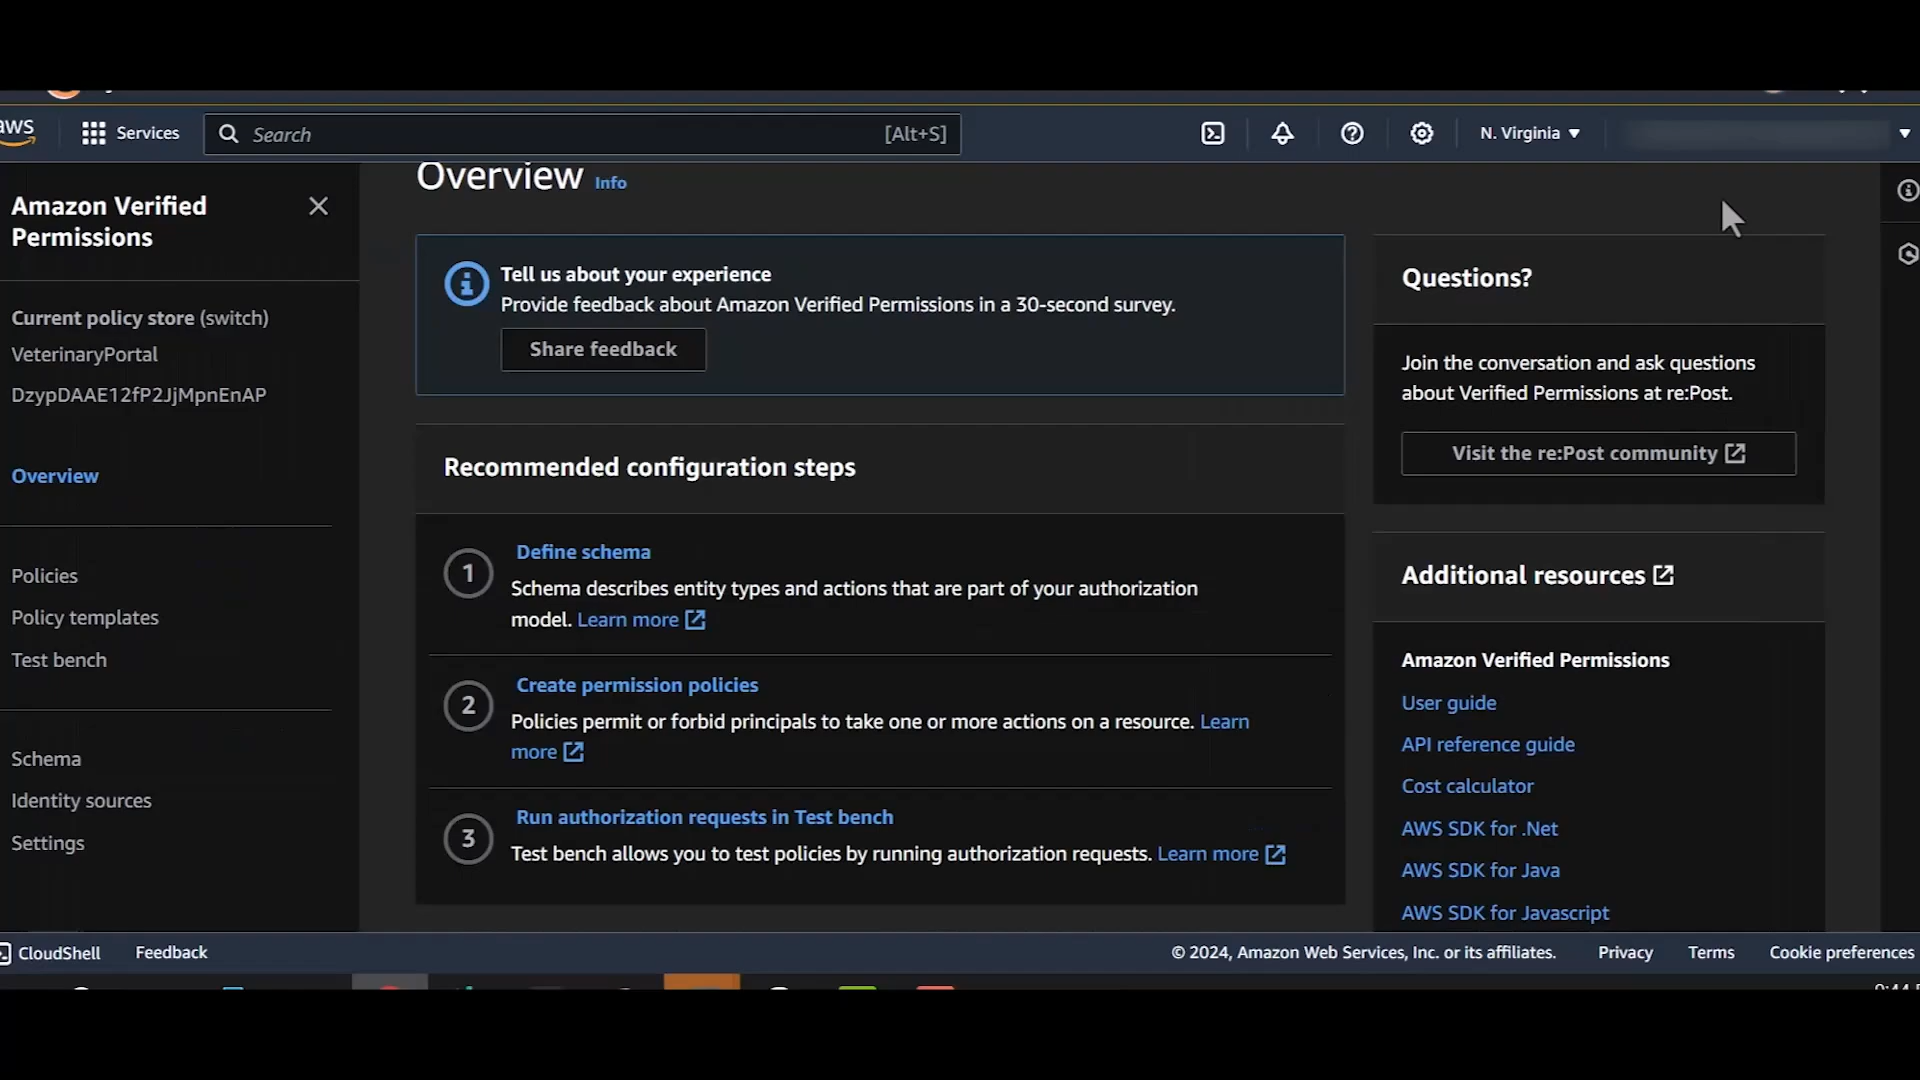 aws
Services
Search
[Alt+S]
N. Virginia
Amazon Verified
Permissions
Current policy store (switch)
VeterinaryPortal
DzypDAAE12fP2JjMpnEnAP
Overview
Policies
Policy templates
Test bench
Schema
Identity sources
Settings
Overview Info
Tell us about your experience
Provide feedback about Amazon Verified Permissions in a 30-second survey.
Share feedback
Recommended configuration steps
1
Define schema
Schema describes entity types and actions that are part of your authorization
model. Learn more
2
Create permission policies
Policies permit or forbid principals to take one or more actions on a resource. Learn
more
3
Run authorization requests in Test bench
Test bench allows you to test policies by running authorization requests. Learn more
Questions?
Join the conversation and ask questions
about Verified Permissions at re:Post.
Visit the re:Post community
Additional resources
Amazon Verified Permissions
User guide
API reference guide
Cost calculator
AWS SDK for .Net
AWS SDK for Java
AWS SDK for Javascript
CloudShell
Feedback
© 2024, Amazon Web Services, Inc. or its affiliates.
Privacy
Terms
Cookie preferences